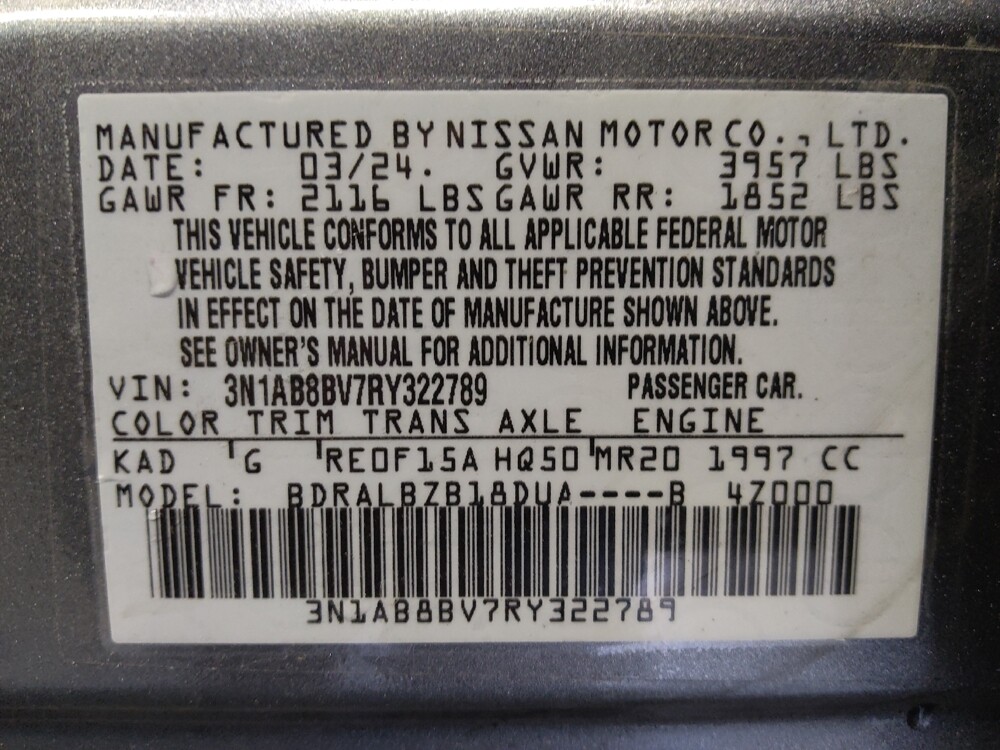 MANUFACTURED BY NISSAN MOTOR CO., LTD.
DATE: 03/24. GVWR: 3957 LBS
GAWR FR: 2116 LBS GAWR RR: 1852 LBS
THIS VEHICLE CONFORMS TO ALL APPLICABLE FEDERAL MOTOR
VEHICLE SAFETY, BUMPER AND THEFT PREVENTION STANDARDS
IN EFFECT ON THE DATE OF MANUFACTURE SHOWN ABOVE.
SEE OWNER'S MANUAL FOR ADDITIONAL INFORMATION.
VIN: 3N1AB8BV7RY322789 PASSENGER CAR.
COLOR TRIM TRANS AXLE ENGINE
KAD G RE0F15A HQ50 MR20 1997 CC
MODEL: BDRALBZB18DUA----B 4Z000
3N1AB8BV7RY322789